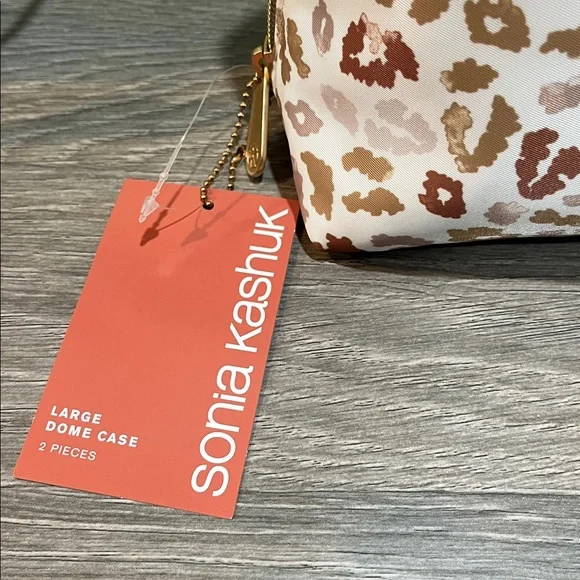 sonia kashuk
LARGE
DOME CASE
2 PIECES